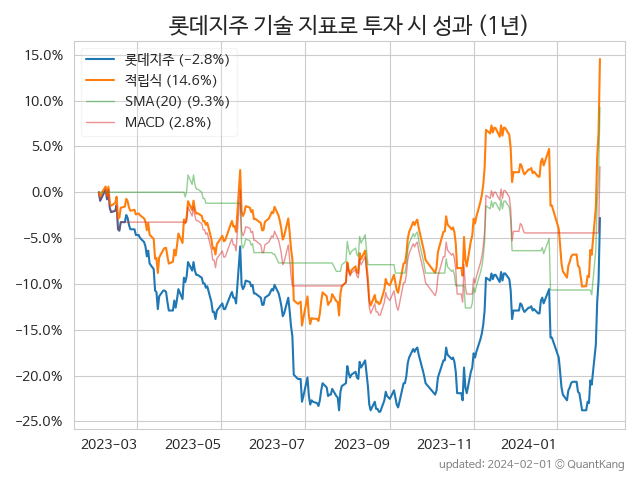 롯데지주 기술 지표로 투자 시 성과 (1년)
15.0%
10.0%
5.0%
0.0%
−5.0%
−10.0%
−15.0%
−20.0%
−25.0%
롯데지주 (−2.8%)
적립식 (14.6%)
SMA(20) (9.3%)
MACD (2.8%)
2023-03
2023-05
2023-07
2023-09
2023-11
2024-01
updated: 2024-02-01 ⓒ QuantKang